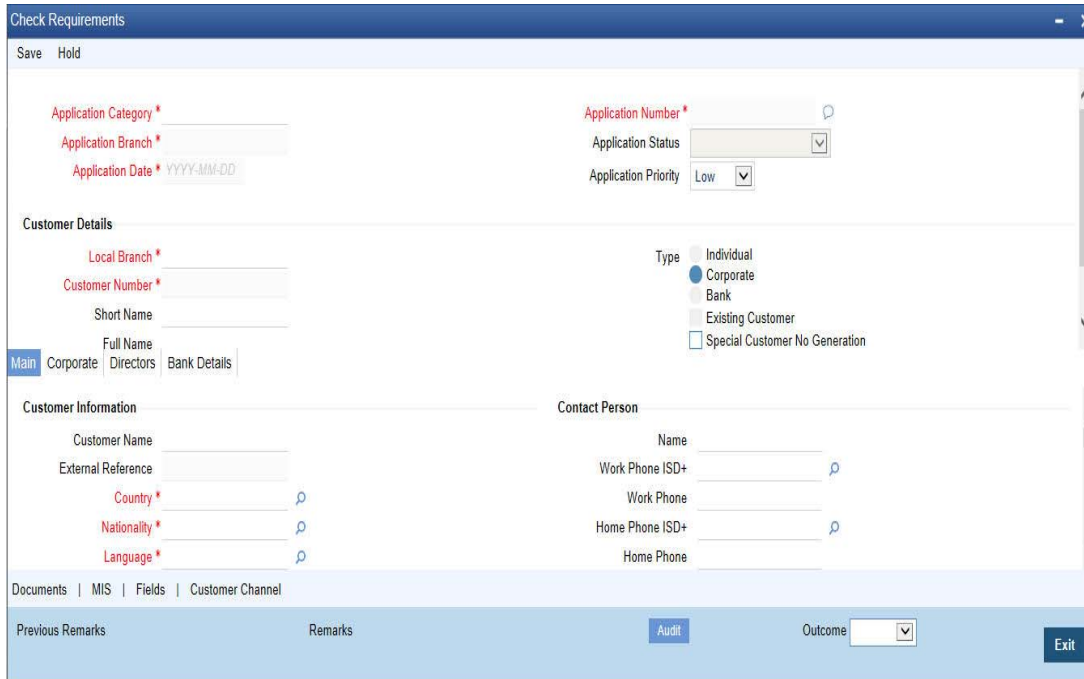 Check Requirements
Save Hold
Application Category *
Application Number *
Application Branch *
Application Status
Application Date * YYYY-MM-DD
Application Priority Low
Customer Details
Local Branch *
Type Individual
Customer Number *
Corporate
Bank
Short Name
Existing Customer
Full Name
Special Customer No Generation
Main Corporate Directors Bank Details
Customer Information
Contact Person
Customer Name
Name
External Reference
Work Phone ISD+
Country *
Work Phone
Nationality *
Home Phone ISD+
Language *
Home Phone
Documents | MIS | Fields | Customer Channel
Previous Remarks Remarks Audit Outcome
Exit